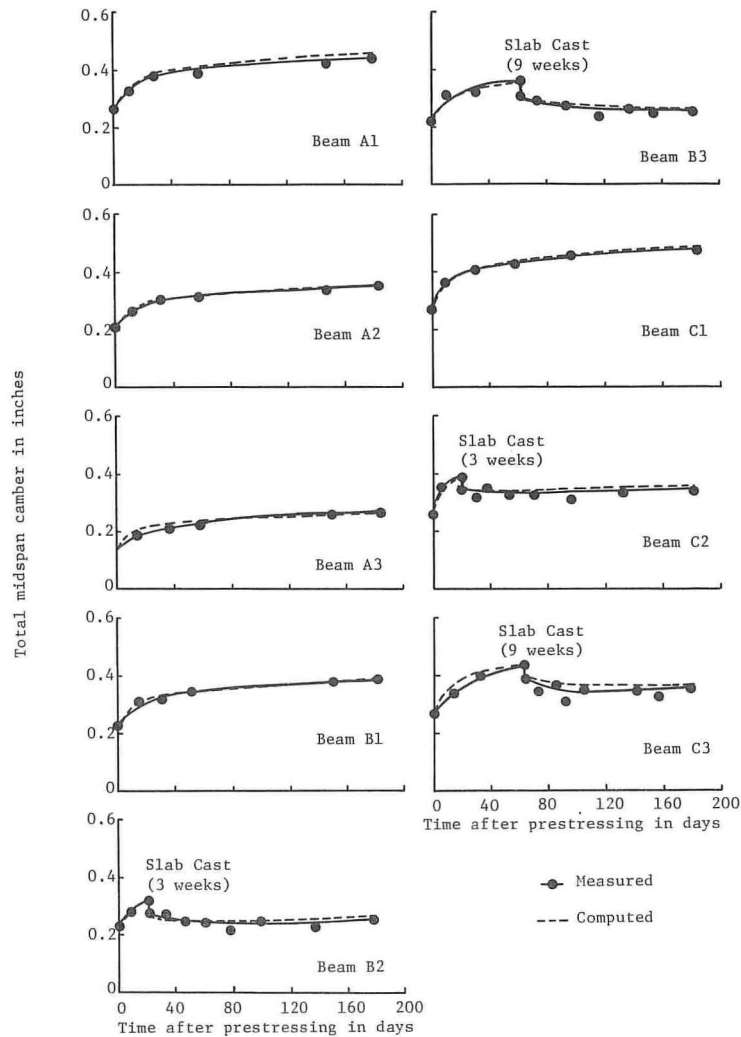 Total midspan camber in inches
0.6
0.4
0.2
0
Beam A1
0.6
0.4
0.2
0
Beam A2
0.6
0.4
0.2
0
Beam A3
0.6
0.4
0.2
0
Beam B1
0.6
0.4
0.2
0
Slab Cast
(3 weeks)
Beam B2
0 40 80 120 160 200
Time after prestressing in days
Slab Cast
(9 weeks)
Beam B3
Beam C1
Slab Cast
(3 weeks)
Beam C2
Slab Cast
(9 weeks)
Beam C3
0 40 80 120 160 200
Time after prestressing in days
Measured
Computed